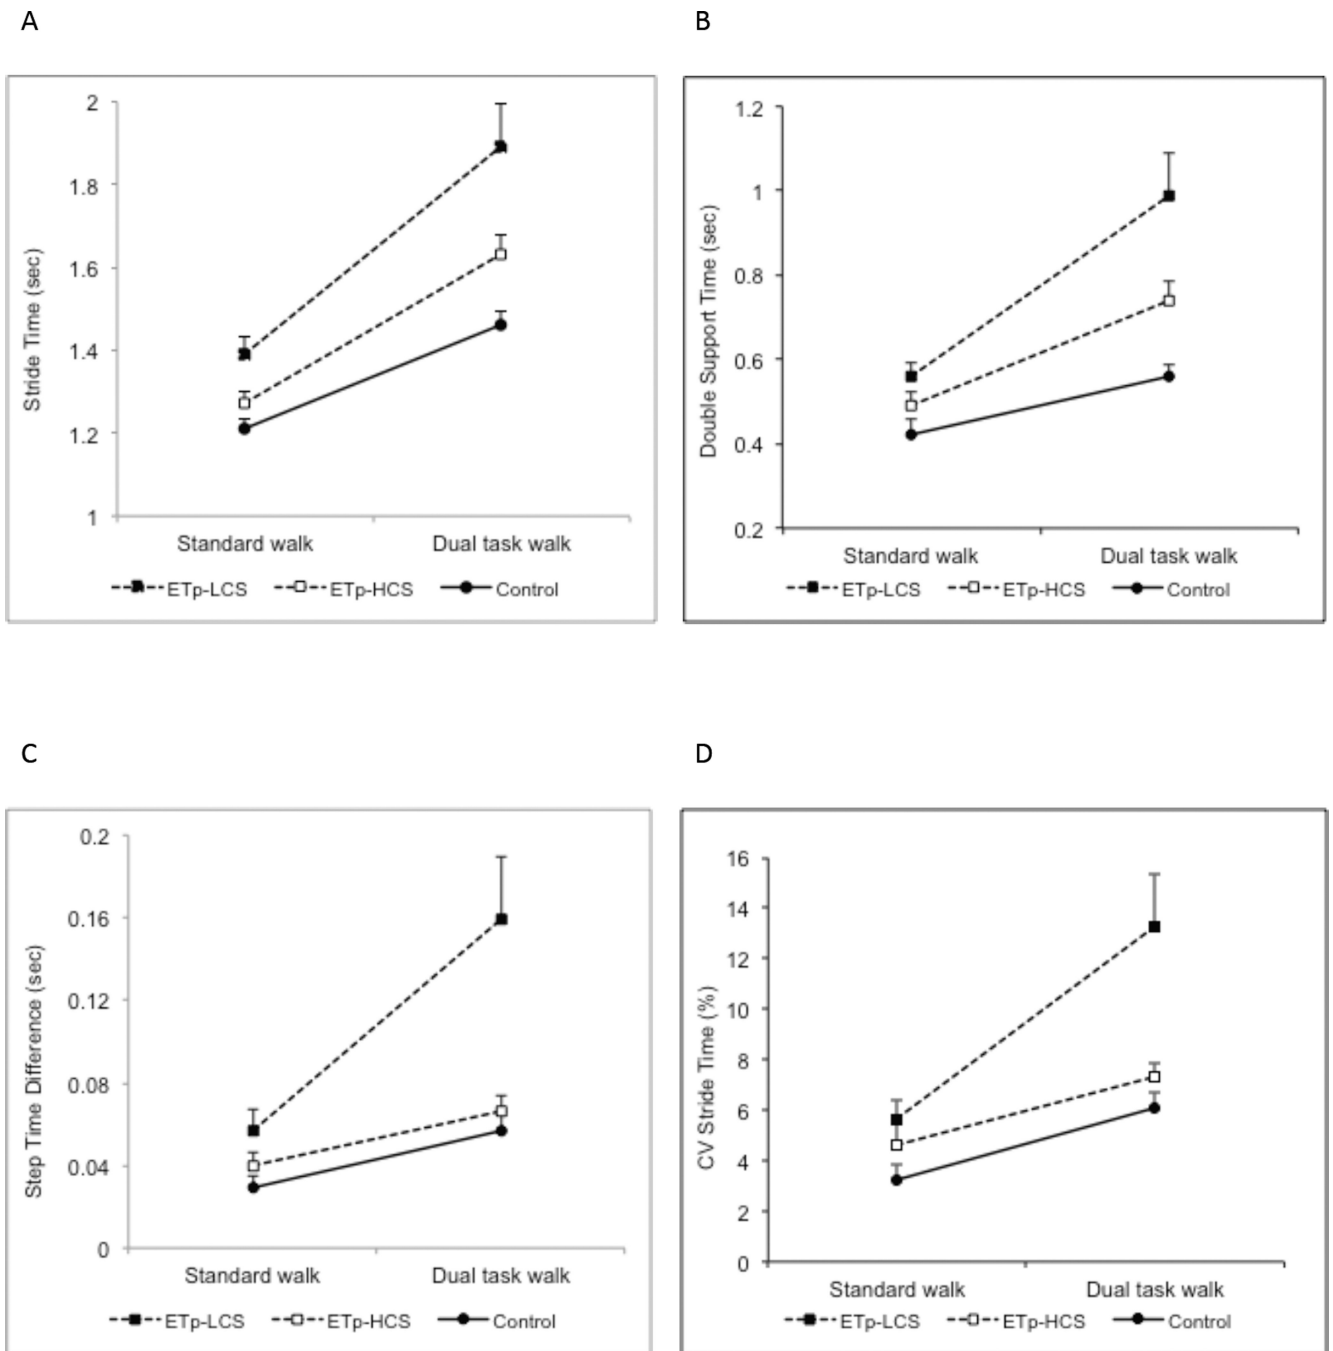 A
Stride Time (sec)
2
1.8
1.6
1.4
1.2
1
Standard walk Dual task walk
ETp-LCS ETp-HCS Control
B
Double Support Time (sec)
1.2
1
0.8
0.6
0.4
0.2
Standard walk Dual task walk
ETp-LCS ETp-HCS Control
C
Step Time Difference (sec)
0.2
0.16
0.12
0.08
0.04
0
Standard walk Dual task walk
ETp-LCS ETp-HCS Control
D
CV Stride Time (%)
16
14
12
10
8
6
4
2
0
Standard walk Dual task walk
ETp-LCS ETp-HCS Control